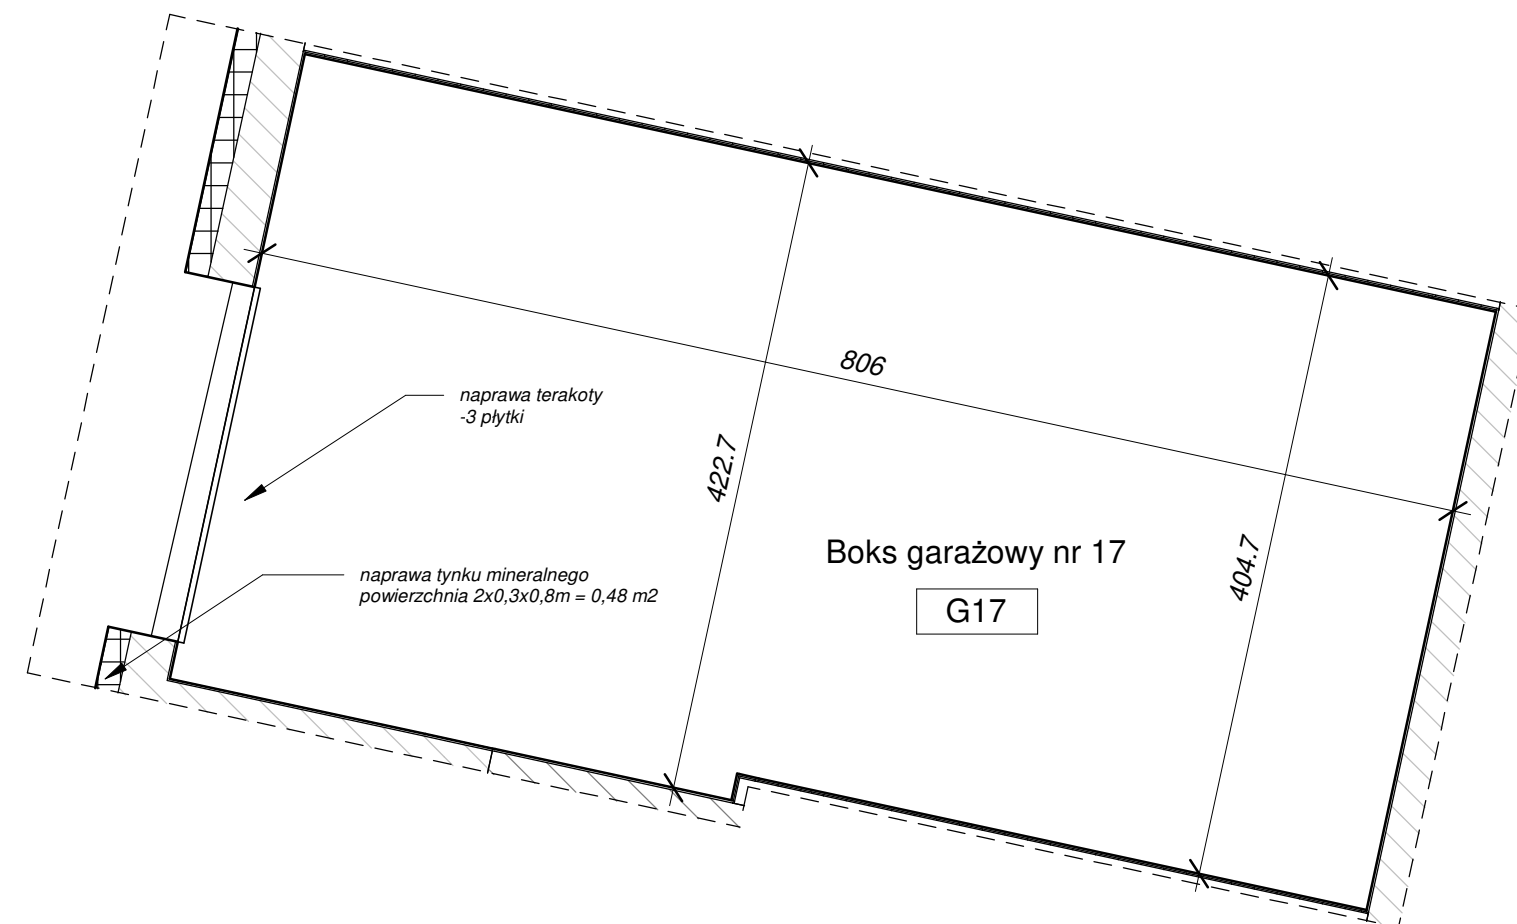 806
naprawa terakoty
-3 płytki
422.7
Boks garażowy nr 17
G17
404.7
naprawa tynku mineralnego
powierzchnia 2x0,3x0,8m = 0,48 m2